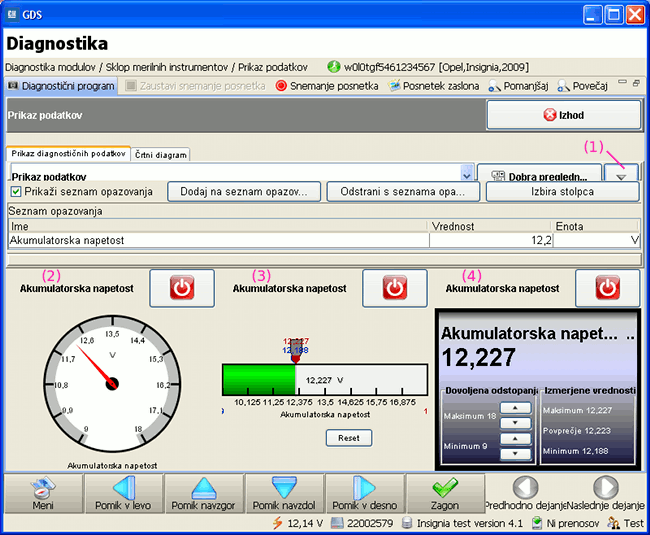 GDS
Diagnostika
Diagnostika modulov / Sklop merilnih instrumentov / Prikaz podatkov w0l0tgf5461234567 [Opel,Insignia,2009]
Diagnostični program Zaustavi snemanje posnetka Snemanje posnetka Posnetek zaslona Pomanjšaj Povečaj
Prikaz podatkov Izhod
(1)
Prikaz diagnostičnih podatkov Črtni diagram
Prikaz podatkov Dobra pregledn...
Prikaži seznam opazovanja Dodaj na seznam opazov... Odstrani s seznama opa... Izbira stolpca
Seznam opazovanja
Ime Vrednost Enota
Akumulatorska napetost 12,2 V
(2) (3) (4)
Akumulatorska napetost Akumulatorska napetost Akumulatorska napetost
12,6 13,5 14,4
11,7 V 15,3
10,8 16,2
9,9 17,1
9 18
Akumulatorska napetost
12,227
12,188
12,227 V
10,125 11,25 12,375 13,5 14,625 15,75 16,875
9 Akumulatorska napetost 1
Reset
Akumulatorska napet... ..
12,227
Dovoljena odstopanja Izmerjene vrednosti
Maksimum 18 Maksimum 12,227
Povprečje 12,223
Minimum 9 Minimum 12,188
Meni Pomik v levo Pomik navzgor Pomik navzdol Pomik v desno Zagon Predhodno dejanje Naslednje dejanje
12,14 V 22002579 Insignia test version 4.1 Ni prenosov Test